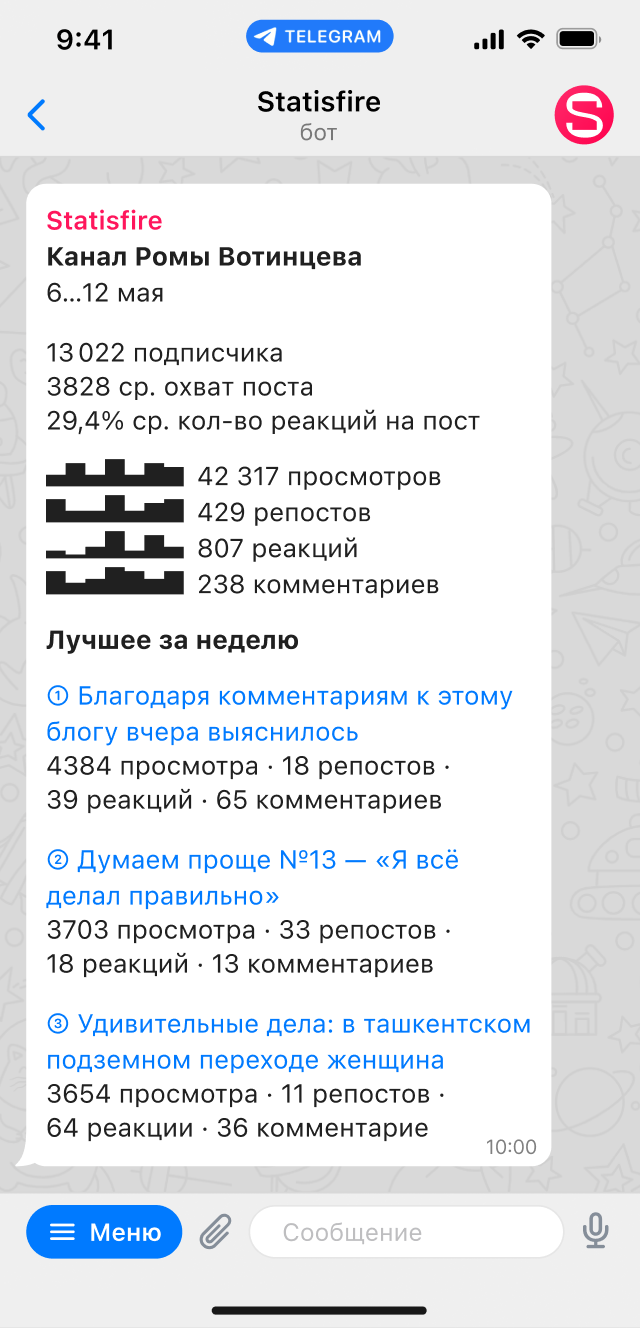 9:41
TELEGRAM
Statisfire
бот
S
Statisfire
Канал Ромы Вотинцева
6…12 мая
13 022 подписчика
3828 ср. охват поста
29,4% ср. кол-во реакций на пост
42 317 просмотров
429 репостов
807 реакций
238 комментариев
Лучшее за неделю
① Благодаря комментариям к этому
блогу вчера выяснилось
4384 просмотра · 18 репостов ·
39 реакций · 65 комментариев
② Думаем проще №13 — «Я всё
делал правильно»
3703 просмотра · 33 репостов ·
18 реакций · 13 комментариев
③ Удивительные дела: в ташкентском
подземном переходе женщина
3654 просмотра · 11 репостов ·
64 реакции · 36 комментарие
10:00
Меню
Сообщение